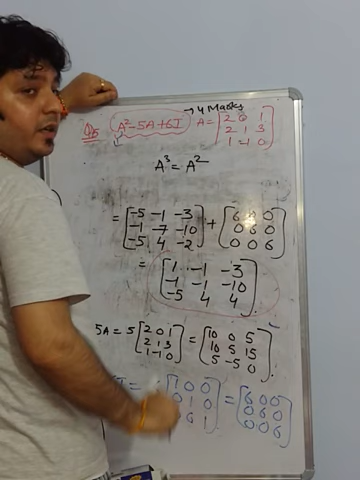 Q5 A²-5A+6I → 4 Marks A = [2 0 1
2 1 3
1 -1 0]
A³ = A²
= [-5 -1 -3
-1 -7 -10
-5 4 -2] + [6 0 0
0 6 0
0 0 6]
= [1 -1 -3
-1 -1 -10
-5 4 4]
5A = 5 [2 0 1
2 1 3
1 -1 0] = [10 0 5
10 5 15
5 -5 0]
I = [1 0 0
0 1 0
1] = [6 0 0
0 6 0
0 0 6]